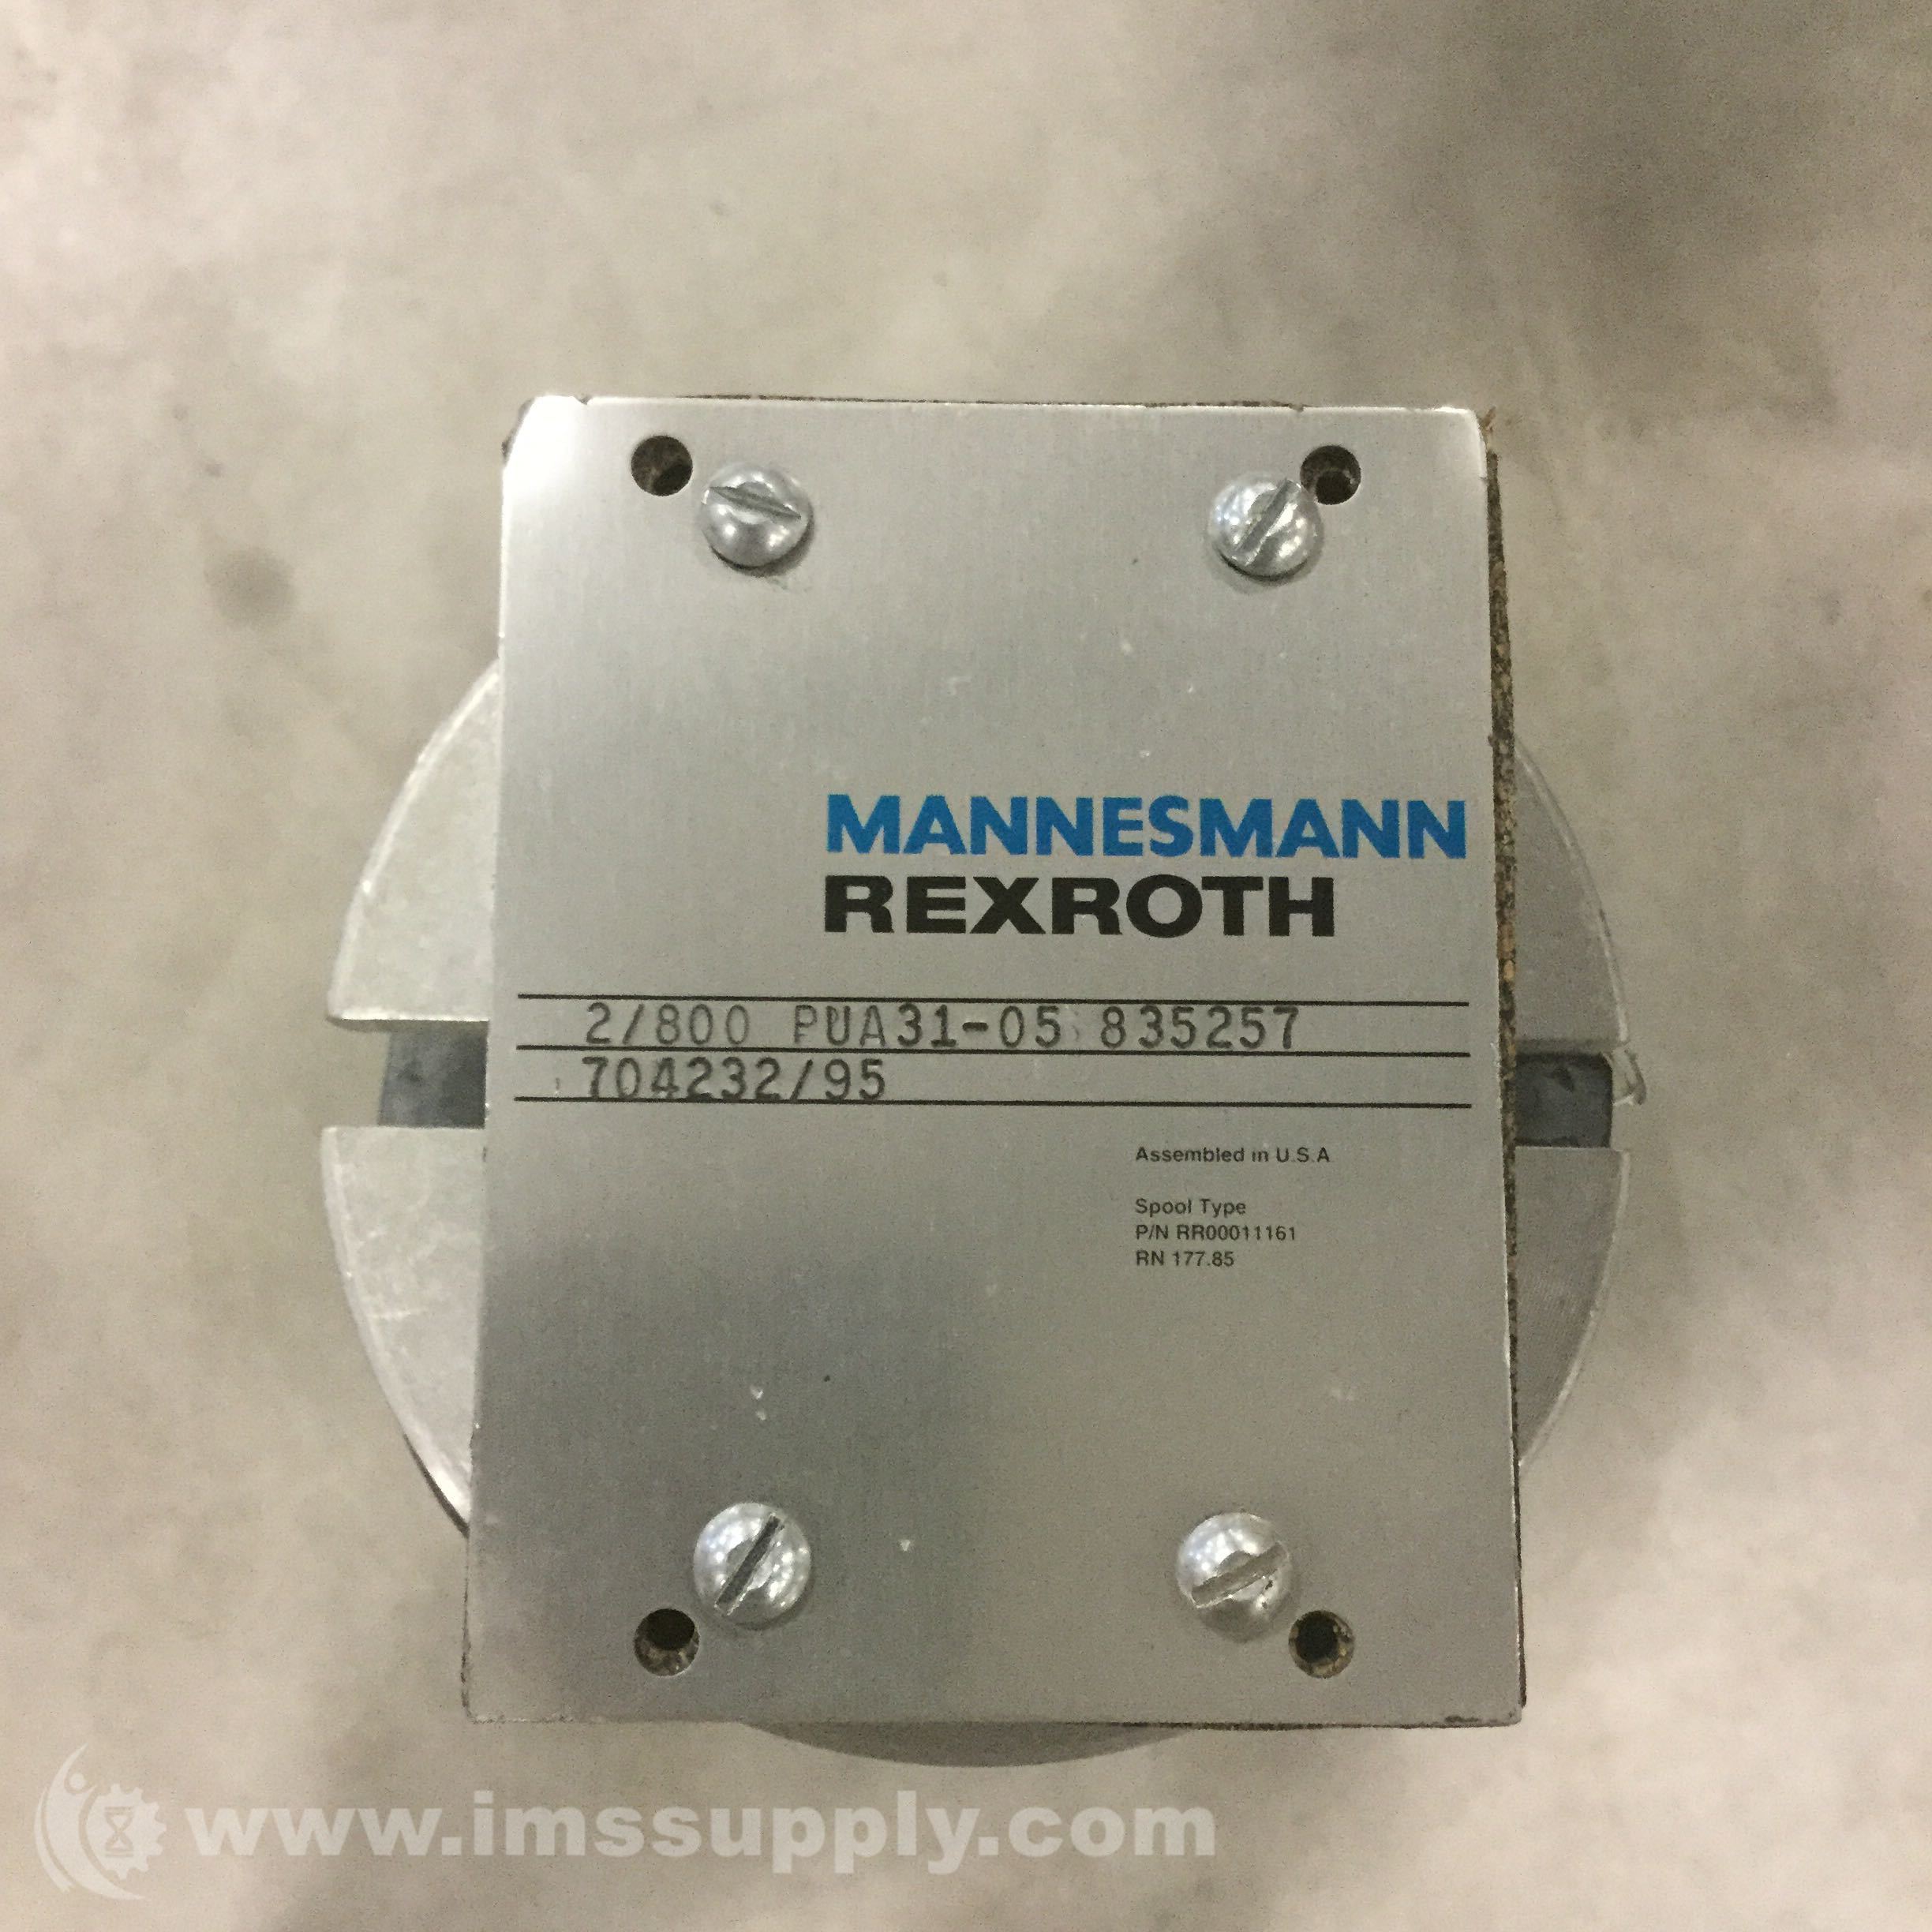 MANNESMANN
REXROTH
2/800 PUA31-05 835257
704232/95
Assembled in U.S.A
Spool Type
P/N RR00011161
RN 177.85
www.imssupply.com